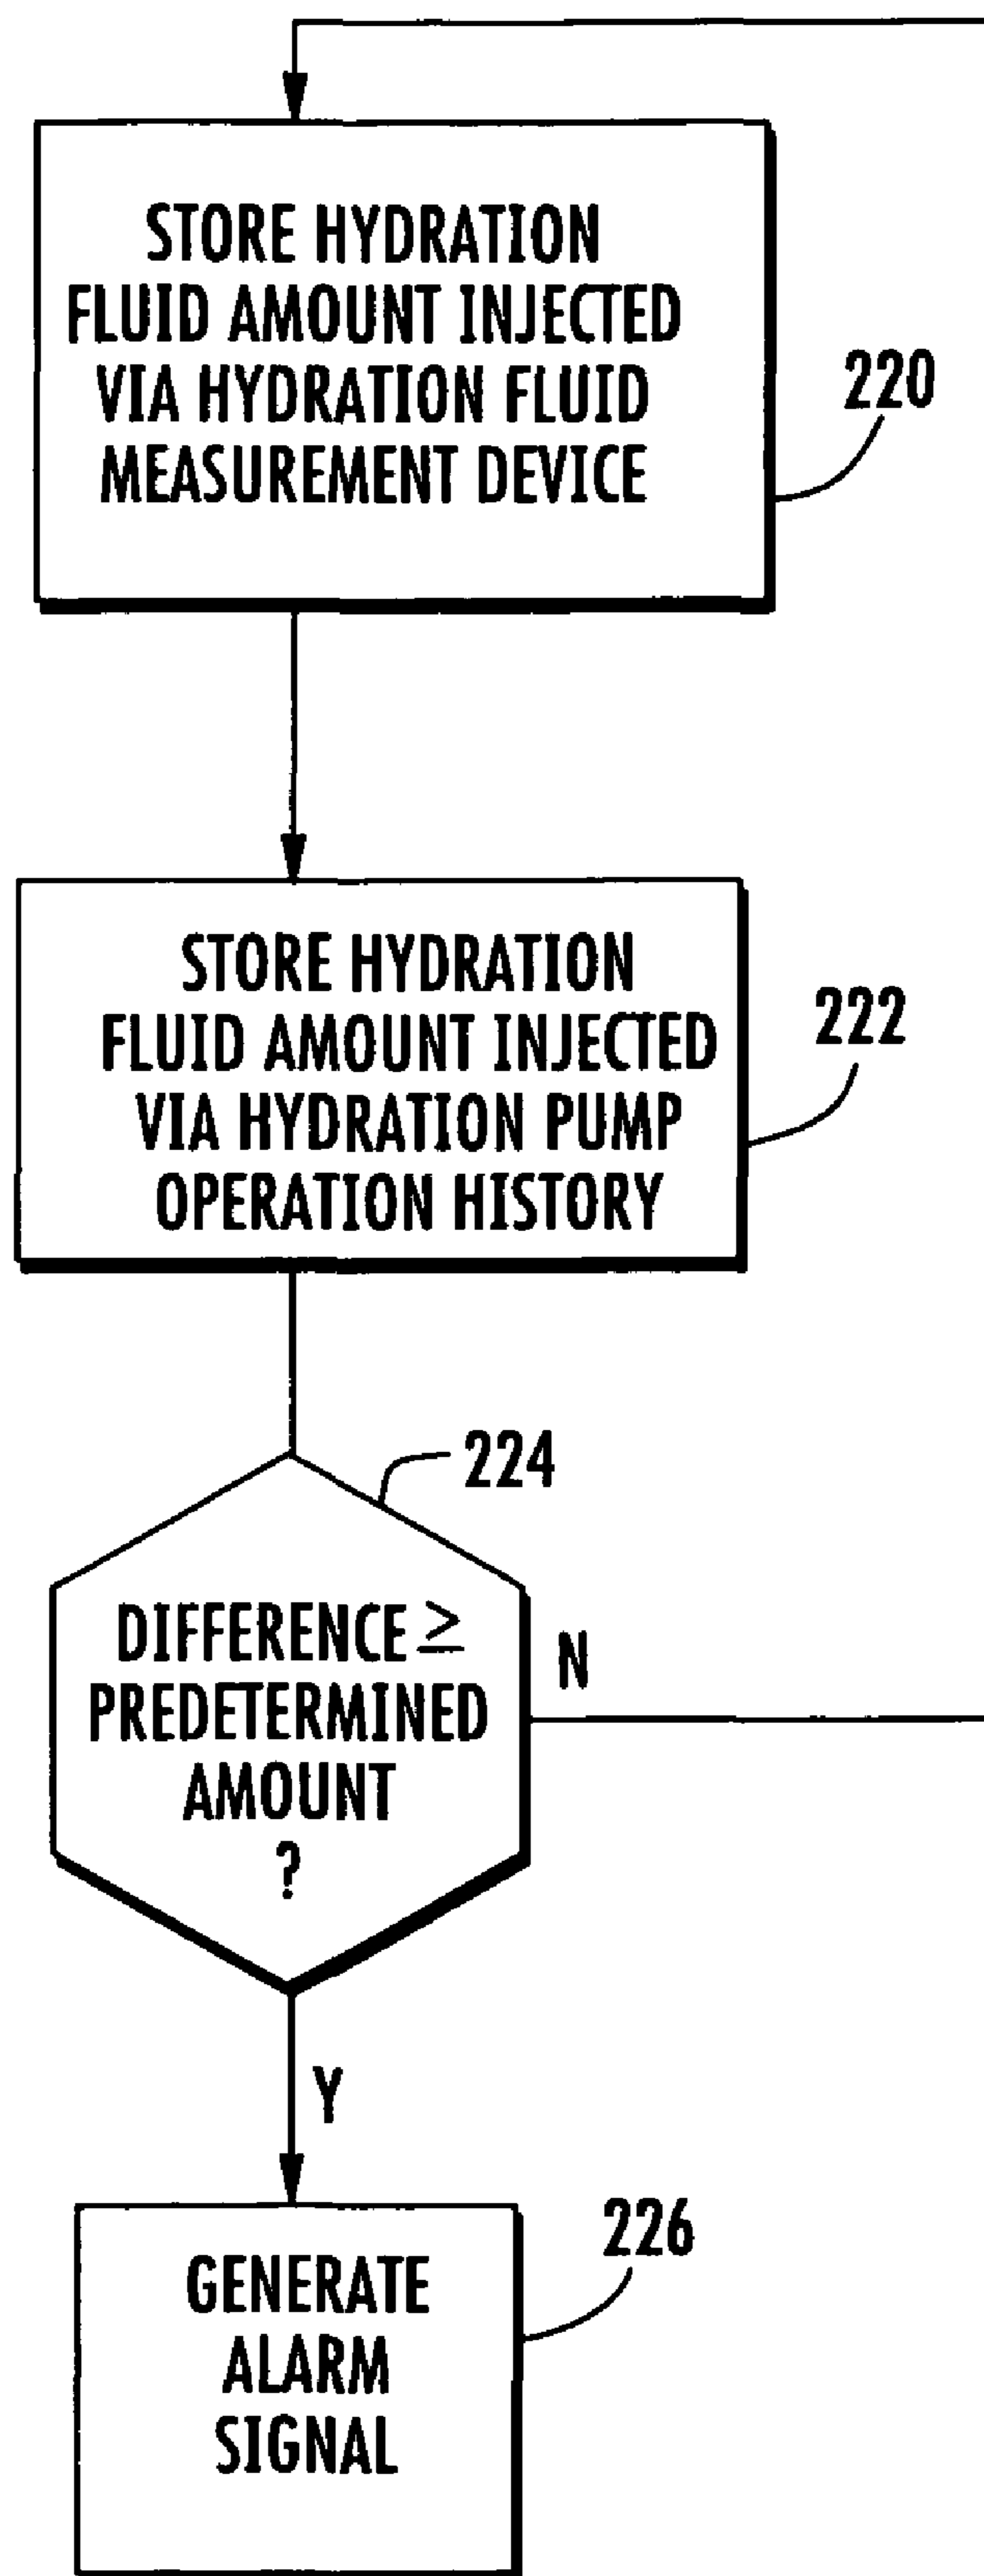 STORE HYDRATION
FLUID AMOUNT INJECTED
VIA HYDRATION FLUID
MEASUREMENT DEVICE
220
STORE HYDRATION
FLUID AMOUNT INJECTED
VIA HYDRATION PUMP
OPERATION HISTORY
222
224
DIFFERENCE ≥
PREDETERMINED
AMOUNT
?
N
Y
GENERATE
ALARM
SIGNAL
226